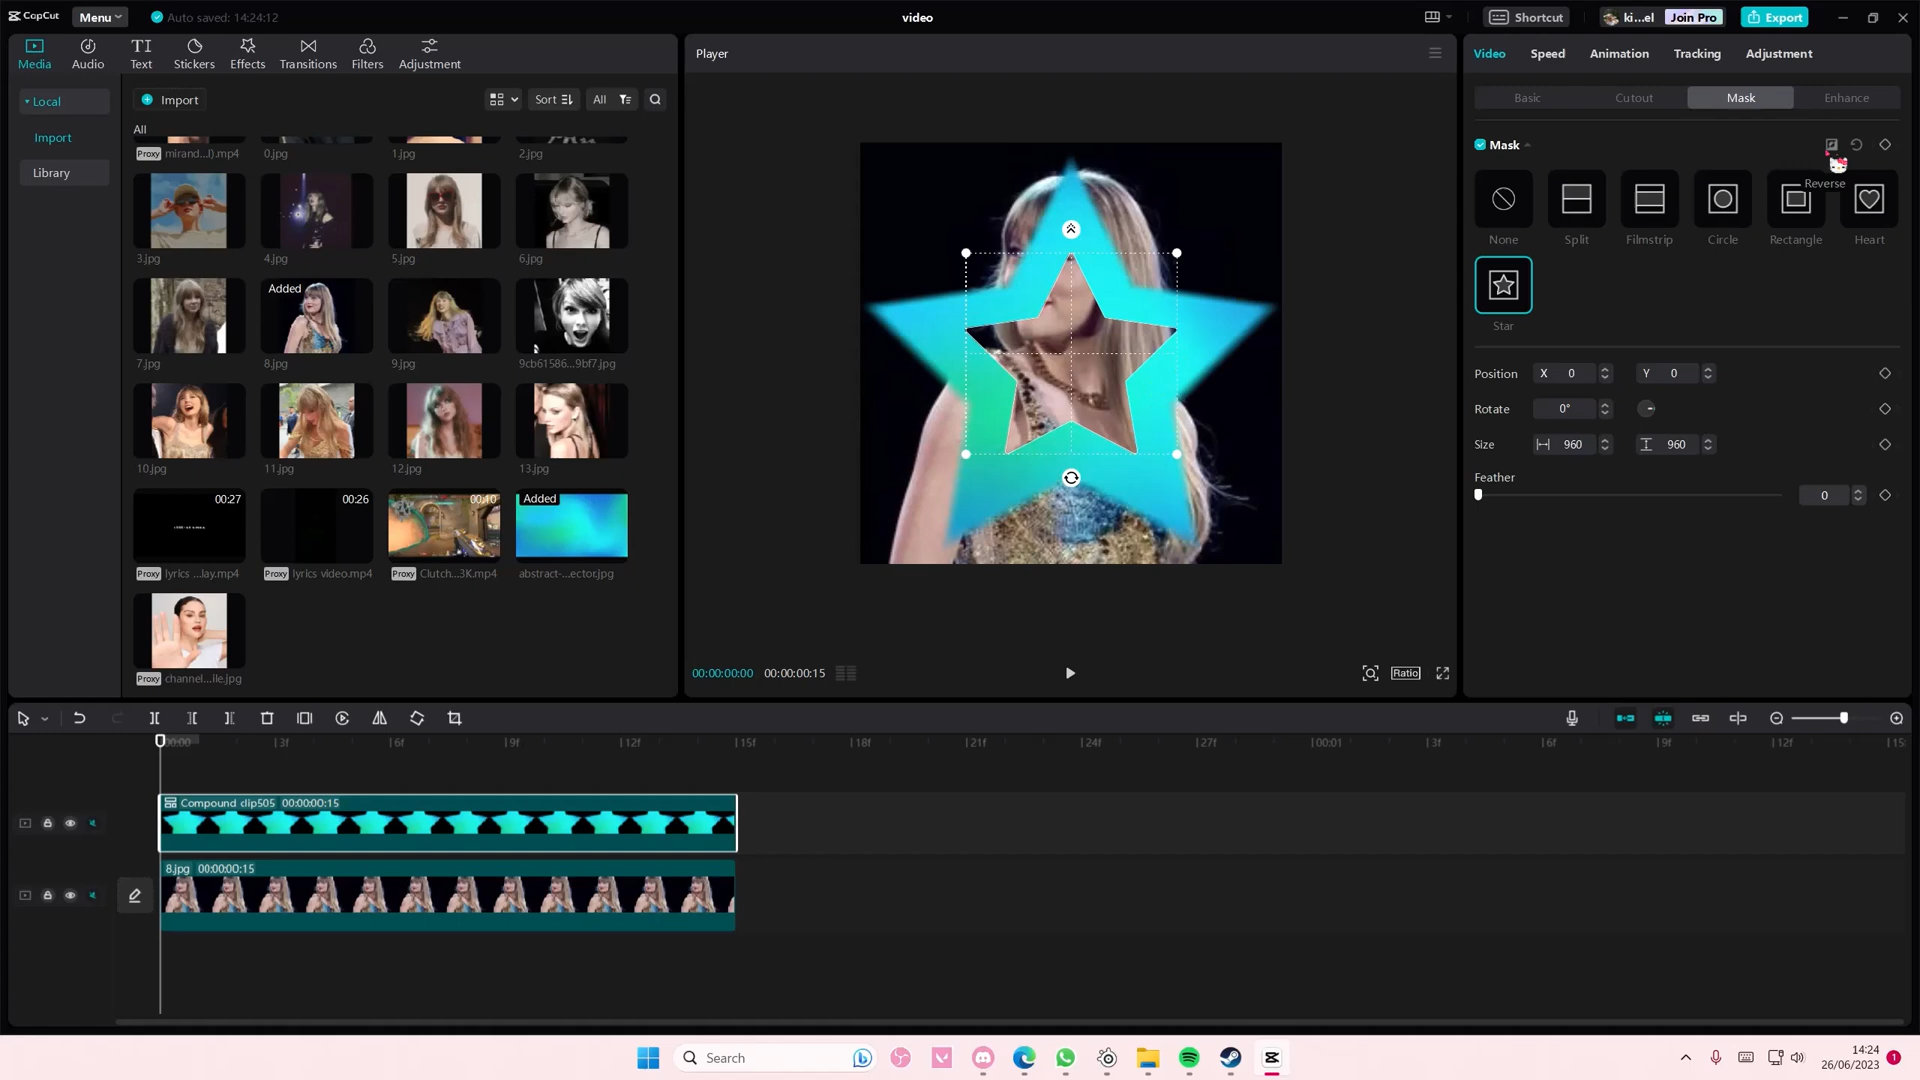 CapCut
Menu
Auto saved: 14:24:12
video
Shortcut
ki...el
Join Pro
Export
Media
Audio
Text
Stickers
Effects
Transitions
Filters
Adjustment
Local
Import
Library
Import
Sort
All
All
Proxy
mirand...l).mp4
0.jpg
1.jpg
2.jpg
3.jpg
4.jpg
5.jpg
6.jpg
Added
7.jpg
8.jpg
9.jpg
9cb61586...9bf7.jpg
10.jpg
11.jpg
12.jpg
13.jpg
00:27
00:26
00:10
Added
Proxy
lyrics ...lay.mp4
Proxy
lyrics video.mp4
Proxy
Clutch...3K.mp4
abstract-...ector.jpg
Proxy
channel...ile.jpg
Player
00:00:00:00
00:00:00:15
Ratio
Video
Speed
Animation
Tracking
Adjustment
Basic
Cutout
Mask
Enhance
Mask
Reverse
None
Split
Filmstrip
Circle
Rectangle
Heart
Star
Position
X 0
Y 0
Rotate
0°
Size
960
960
Feather
0
00:00
3f
6f
9f
12f
15f
18f
21f
24f
27f
00:01
3f
6f
9f
12f
15
Compound clip505 00:00:00:15
8.jpg 00:00:00:15
Search
14:24
26/06/2023
1